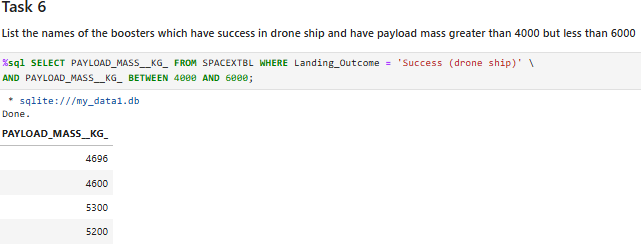 Task 6
List the names of the boosters which have success in drone ship and have payload mass greater than 4000 but less than 6000
%sql SELECT PAYLOAD_MASS__KG_ FROM SPACEXTBL WHERE Landing_Outcome = 'Success (drone ship)' \
AND PAYLOAD_MASS__KG_ BETWEEN 4000 AND 6000;
* sqlite:///my_data1.db
Done.
PAYLOAD_MASS__KG_
4696
4600
5300
5200